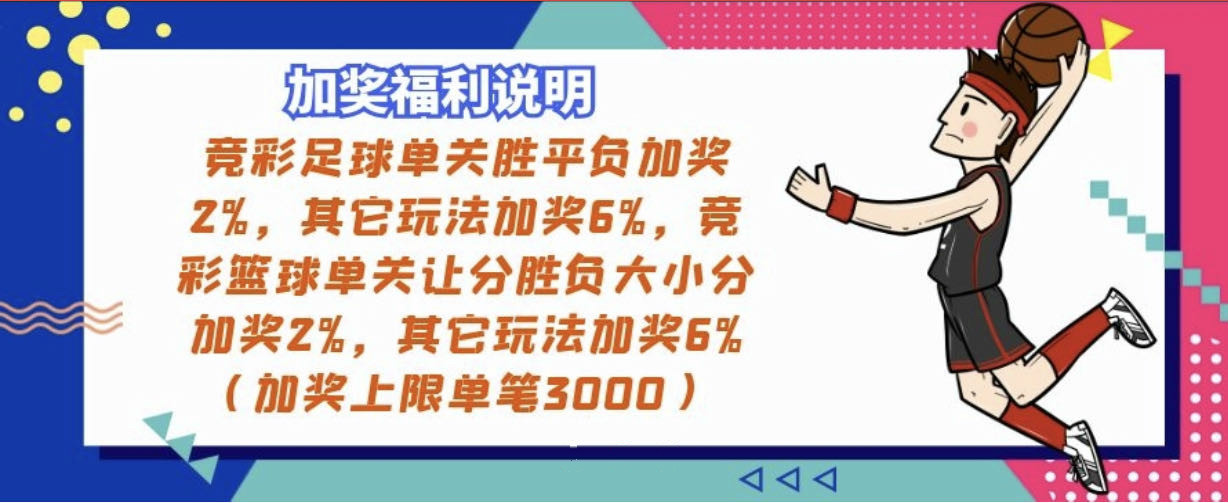 加奖福利说明
竞彩足球单关胜平负加奖
2%，其它玩法加奖6%，竞
彩篮球单关让分胜负大小分
加奖2%，其它玩法加奖6%
（加奖上限单笔3000）